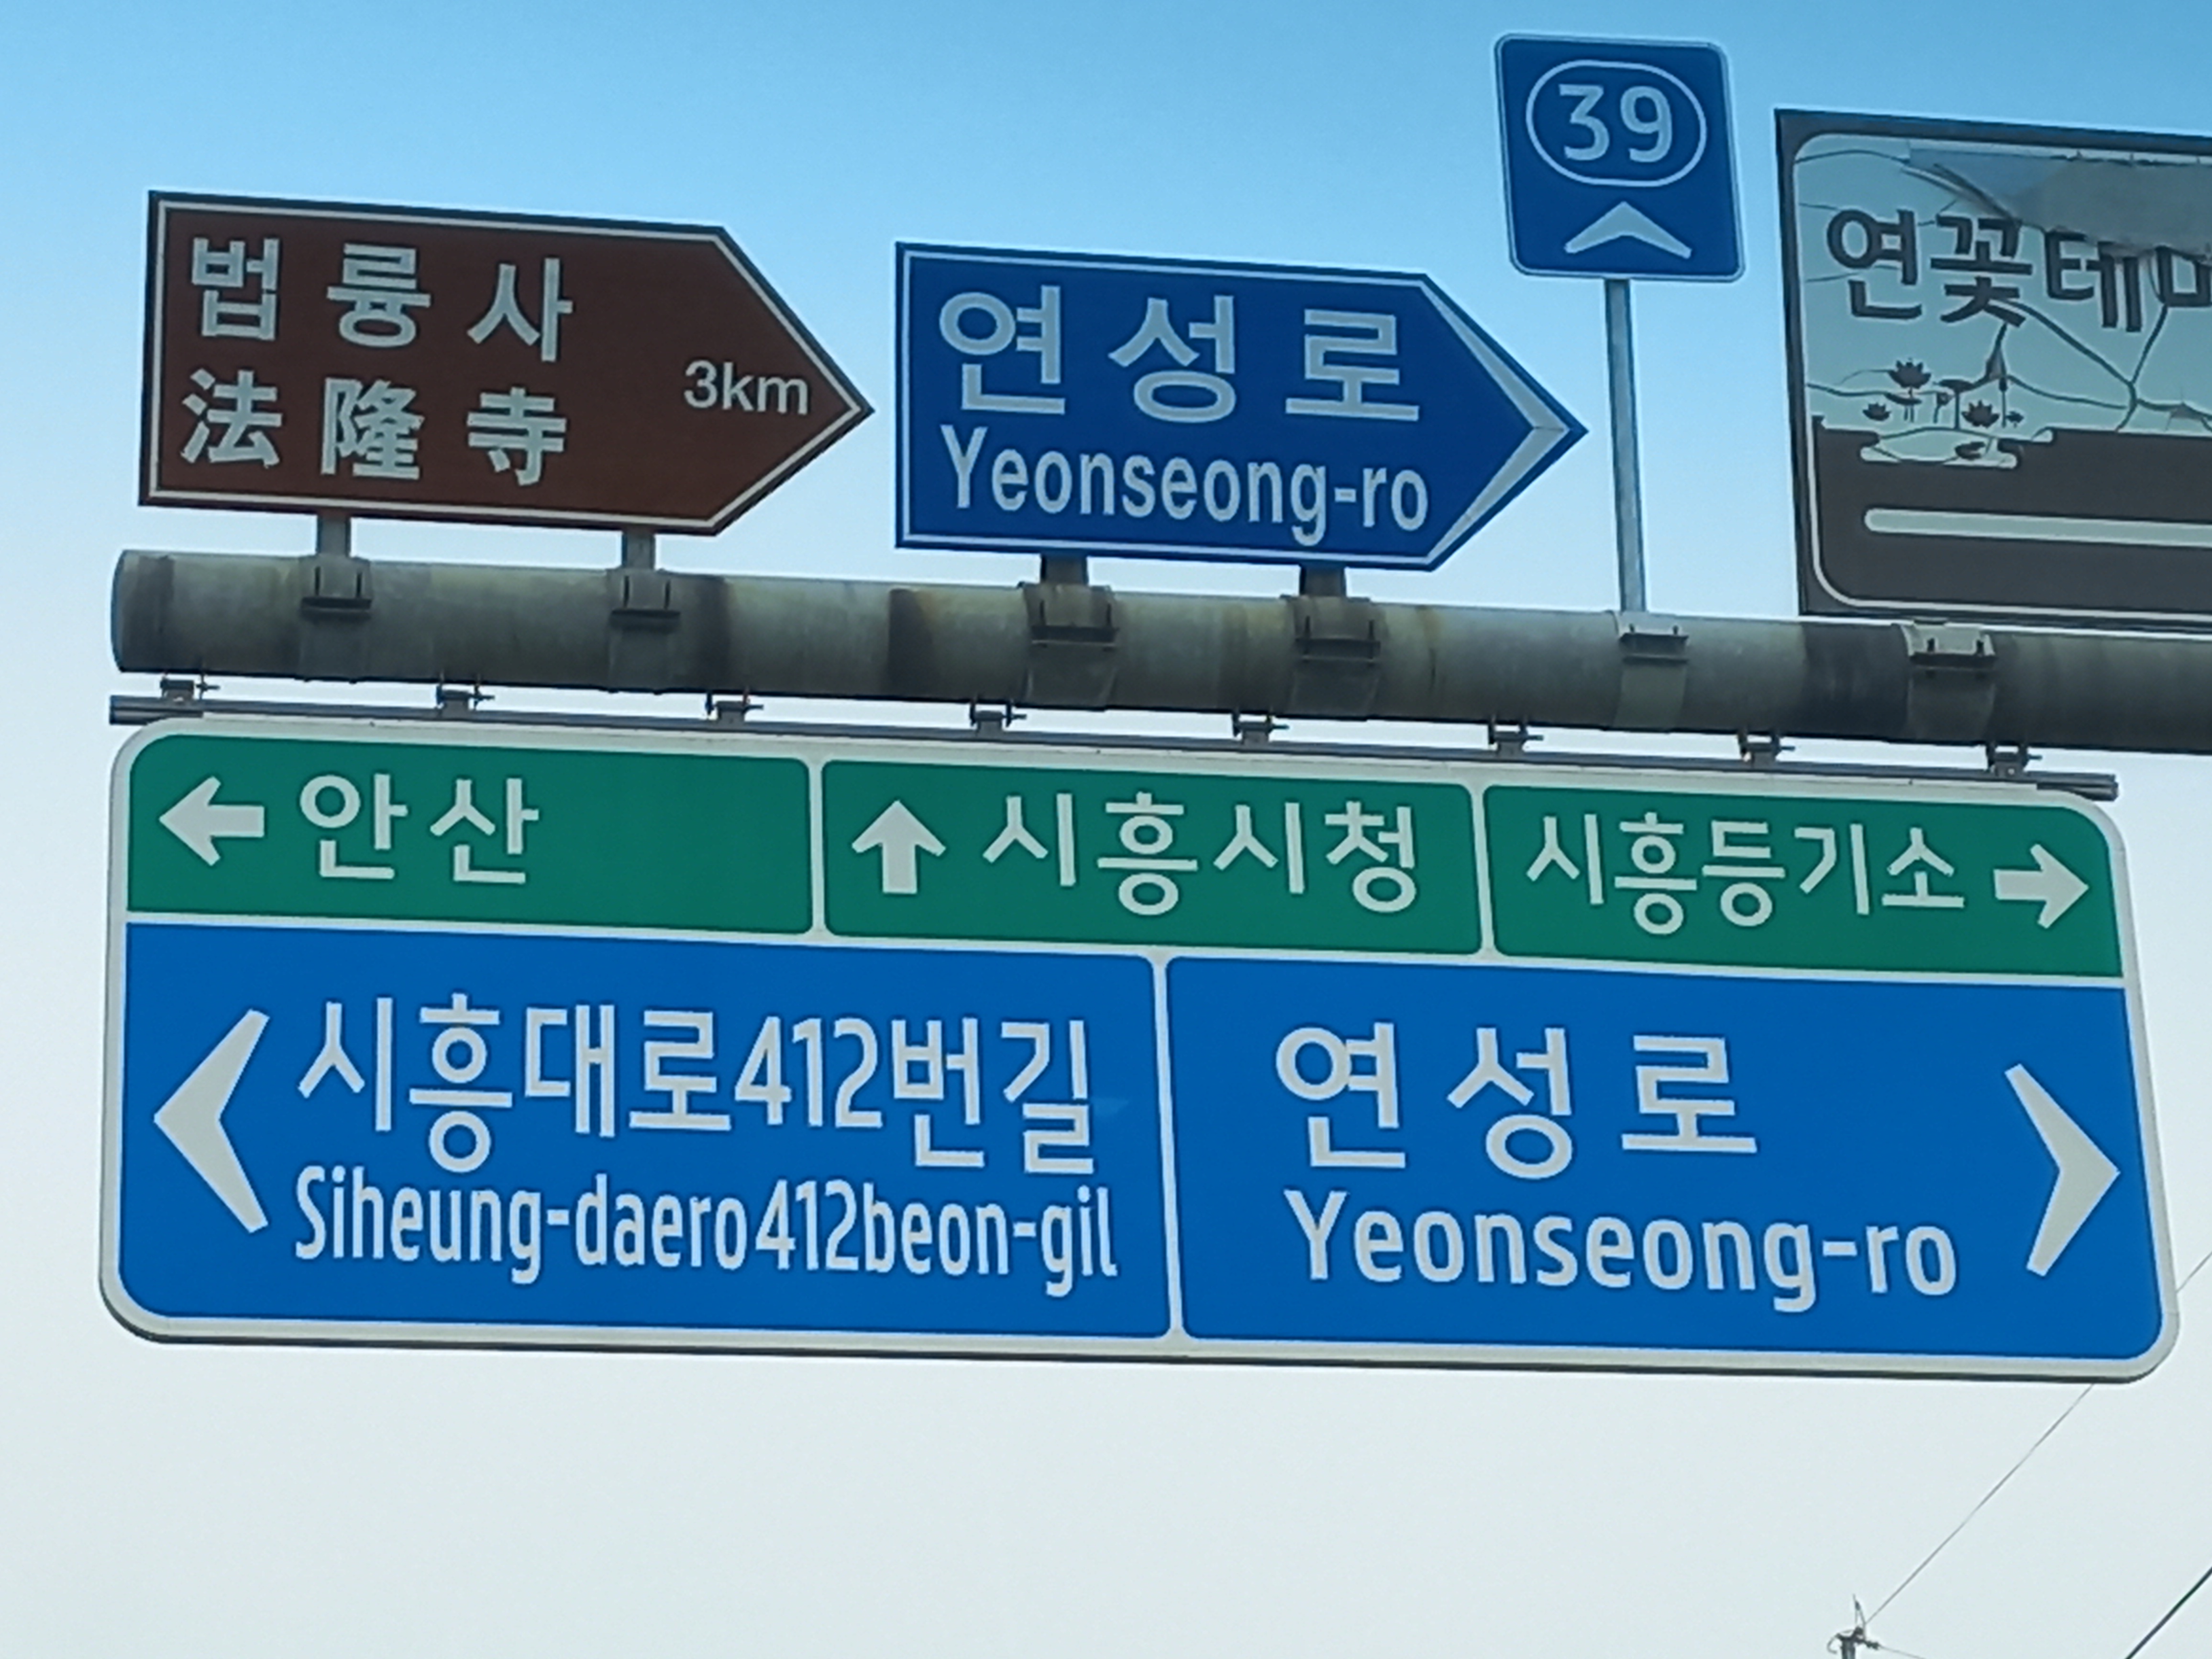 법륭사
法隆寺
3km
연성로
Yeonseong-ro
39
연꽃테마
안산
시흥시청
시흥등기소
시흥대로412번길
Siheung-daero412beon-gil
연성로
Yeonseong-ro